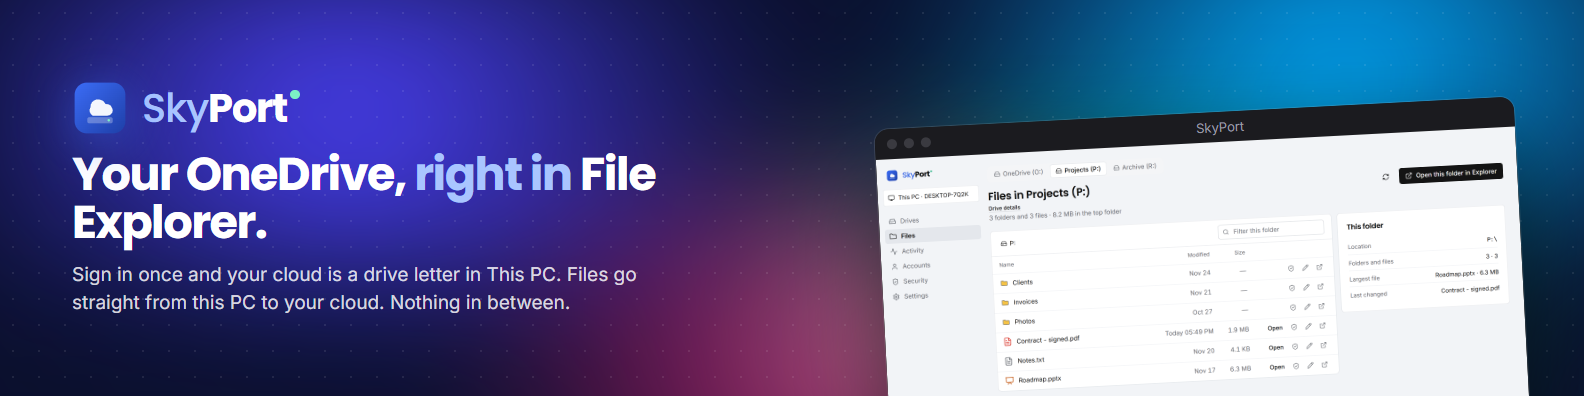 SkyPort
Your OneDrive, right in File
Explorer.
Sign in once and your cloud is a drive letter in This PC. Files go
straight from this PC to your cloud. Nothing in between.
SkyPort
SkyPort
This PC · DESKTOP-7Q2K
Drives
Files
Activity
Accounts
Security
Settings
OneDrive (O:) Projects (P:) Archive (R:)
Files in Projects (P:)
Drive details
3 folders and 3 files · 8.2 MB in the top folder
Open this folder in Explorer
P:
Filter this folder
Name Modified Size
Clients Nov 24 —
Invoices Nov 21 —
Photos Oct 27 —
Contract - signed.pdf Today 05:49 PM 1.9 MB Open
Notes.txt Nov 20 4.1 KB Open
Roadmap.pptx Nov 17 6.3 MB Open
This folder
Location P:\
Folders and files 3 · 3
Largest file Roadmap.pptx · 6.3 MB
Last changed Contract - signed.pdf